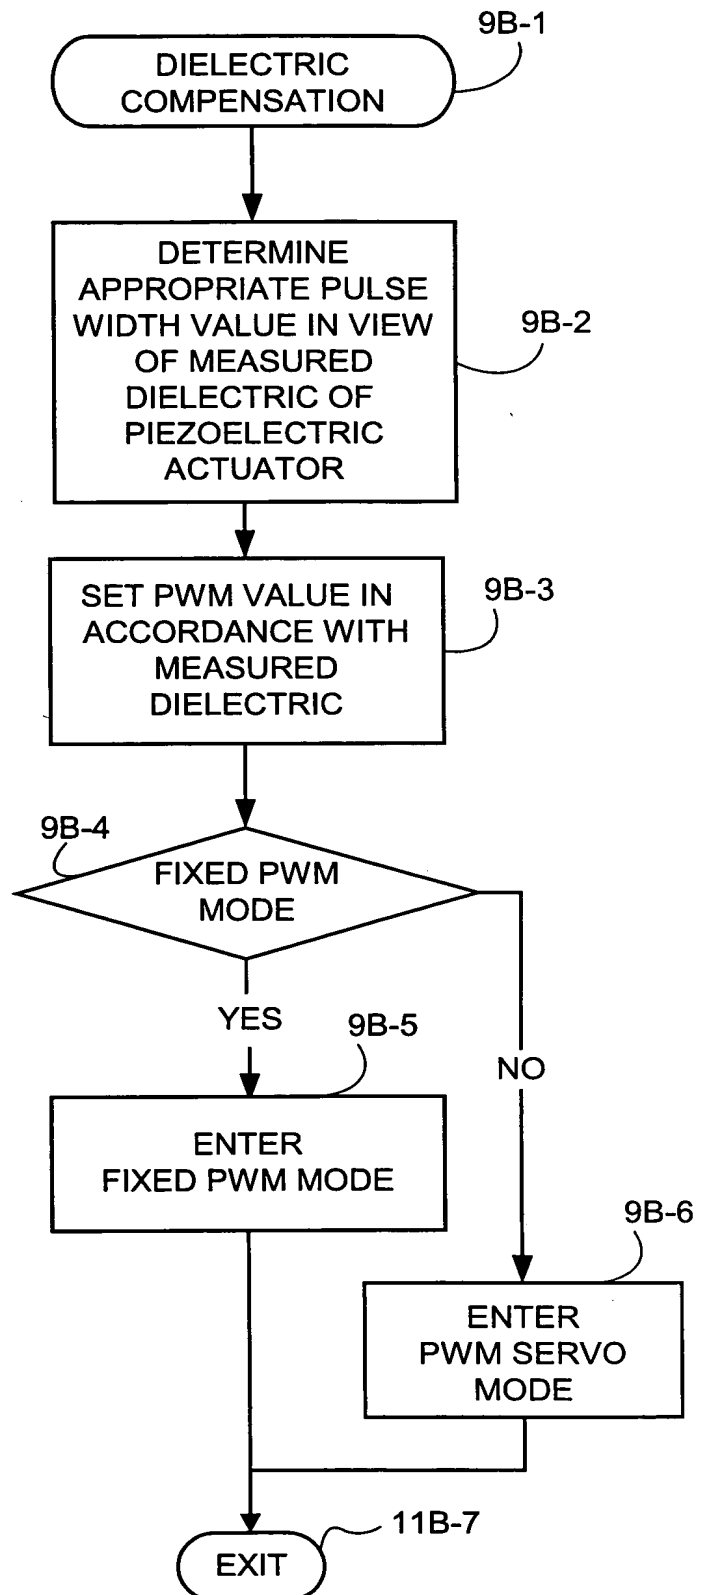 9B-1
DIELECTRIC
COMPENSATION
DETERMINE
APPROPRIATE PULSE
WIDTH VALUE IN VIEW
OF MEASURED
DIELECTRIC OF
PIEZOELECTRIC
ACTUATOR
9B-2
SET PWM VALUE IN
ACCORDANCE WITH
MEASURED
DIELECTRIC
9B-3
9B-4
FIXED PWM
MODE
YES
NO
9B-5
ENTER
FIXED PWM MODE
9B-6
ENTER
PWM SERVO
MODE
11B-7
EXIT